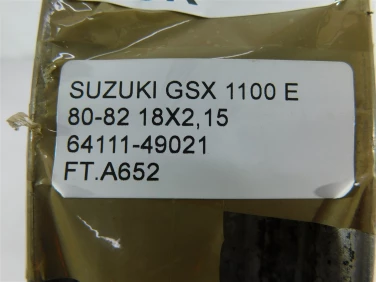 SUZUKI GSX 1100 E
80-82 18X2,15
64111-49021
FT.A652